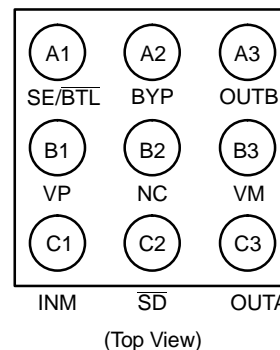 A1 A2 A3
SE/BTL BYP OUTB
B1 B2 B3
VP NC VM
C1 C2 C3
INM SD OUTA
(Top View)